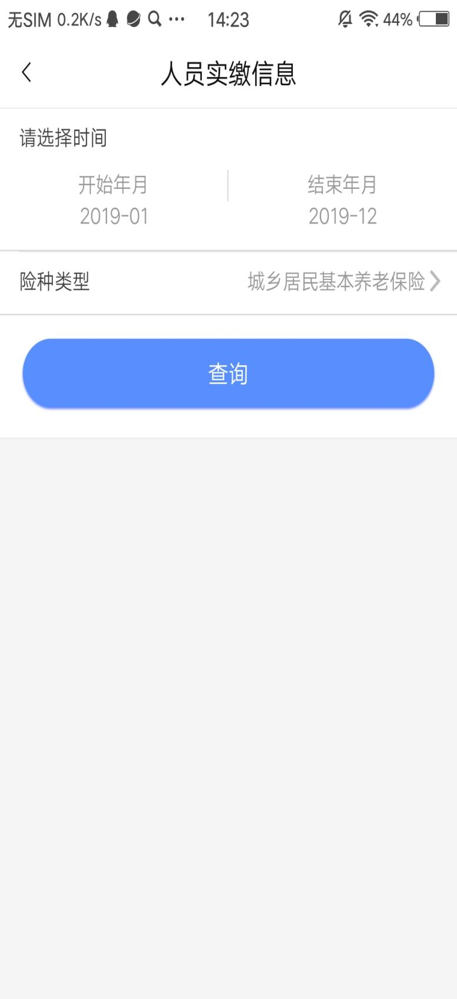 无SIM 0.2K/s 14:23 44%
人员实缴信息
请选择时间
开始年月 结束年月
2019-01 2019-12
险种类型 城乡居民基本养老保险
查询